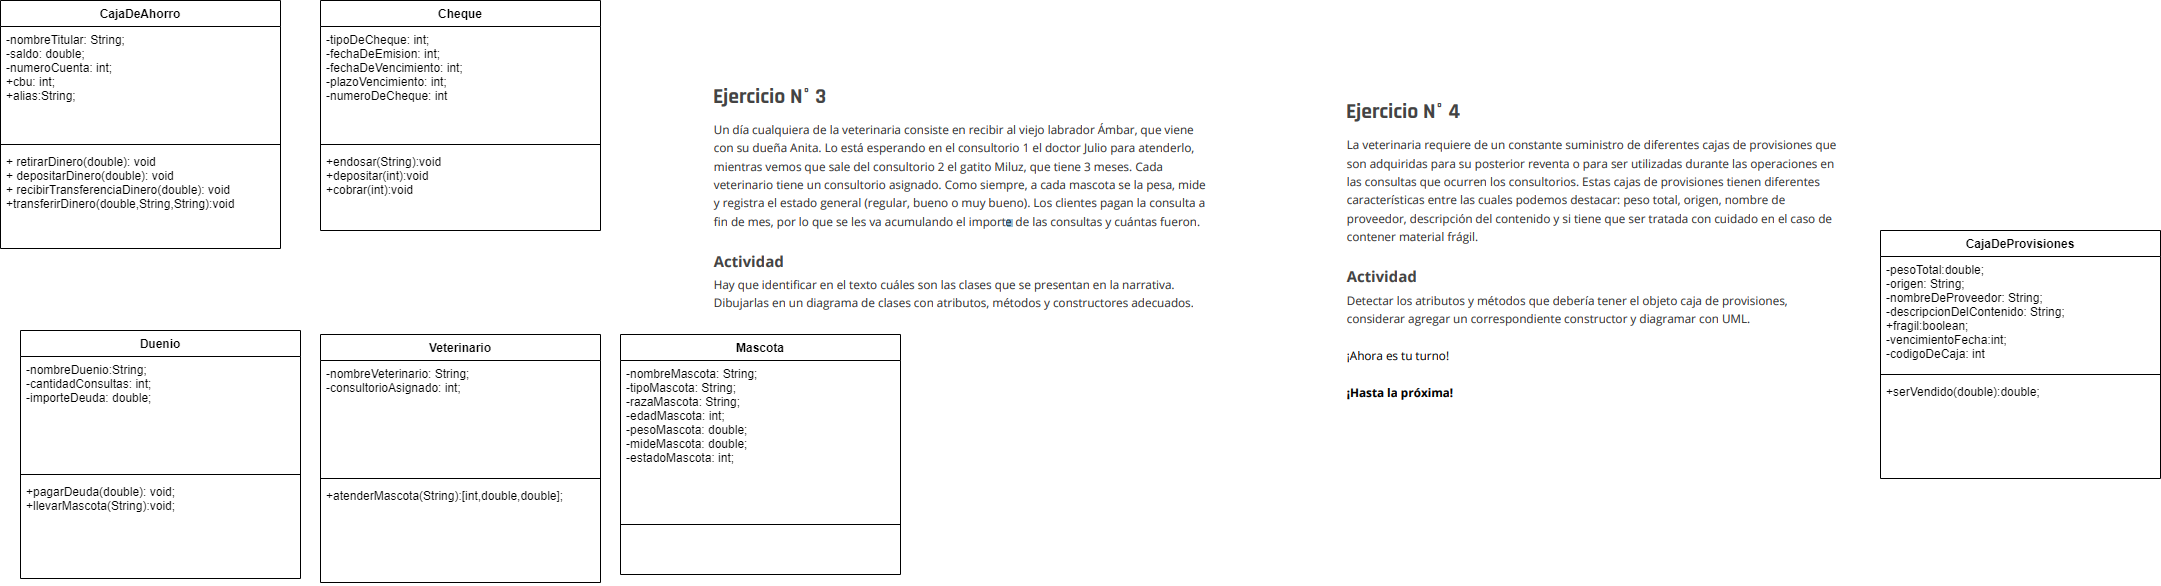 CajaDeAhorro
-nombreTitular: String;
-saldo: double;
-numeroCuenta: int;
+cbu: int;
+alias:String;
+ retirarDinero(double): void
+ depositarDinero(double): void
+ recibirTransferenciaDinero(double): void
+transferirDinero(double,String,String):void
Cheque
-tipoDeCheque: int;
-fechaDeEmision: int;
-fechaDeVencimiento: int;
-plazoVencimiento: int;
-numeroDeCheque: int
+endosar(String):void
+depositar(int):void
+cobrar(int):void
Ejercicio N° 3
Un día cualquiera de la veterinaria consiste en recibir al viejo labrador Ámbar, que viene
con su dueña Anita. Lo está esperando en el consultorio 1 el doctor Julio para atenderlo,
mientras vemos que sale del consultorio 2 el gatito Miluz, que tiene 3 meses. Cada
veterinario tiene un consultorio asignado. Como siempre, a cada mascota se la pesa, mide
y registra el estado general (regular, bueno o muy bueno). Los clientes pagan la consulta a
fin de mes, por lo que se les va acumulando el importe de las consultas y cuántas fueron.
Actividad
Hay que identificar en el texto cuáles son las clases que se presentan en la narrativa.
Dibujarlas en un diagrama de clases con atributos, métodos y constructores adecuados.
Ejercicio N° 4
La veterinaria requiere de un constante suministro de diferentes cajas de provisiones que
son adquiridas para su posterior reventa o para ser utilizadas durante las operaciones en
las consultas que ocurren los consultorios. Estas cajas de provisiones tienen diferentes
características entre las cuales podemos destacar: peso total, origen, nombre de
proveedor, descripción del contenido y si tiene que ser tratada con cuidado en el caso de
contener material frágil.
Actividad
Detectar los atributos y métodos que debería tener el objeto caja de provisiones,
considerar agregar un correspondiente constructor y diagramar con UML.
¡Ahora es tu turno!
¡Hasta la próxima!
CajaDeProvisiones
-pesoTotal:double;
-origen: String;
-nombreDeProveedor: String;
-descripcionDelContenido: String;
+fragil:boolean;
-vencimientoFecha:int;
-codigoDeCaja: int
+serVendido(double):double;
Duenio
-nombreDuenio:String;
-cantidadConsultas: int;
-importeDeuda: double;
+pagarDeuda(double): void;
+llevarMascota(String):void;
Veterinario
-nombreVeterinario: String;
-consultorioAsignado: int;
+atenderMascota(String):[int,double,double];
Mascota
-nombreMascota: String;
-tipoMascota: String;
-razaMascota: String;
-edadMascota: int;
-pesoMascota: double;
-mideMascota: double;
-estadoMascota: int;